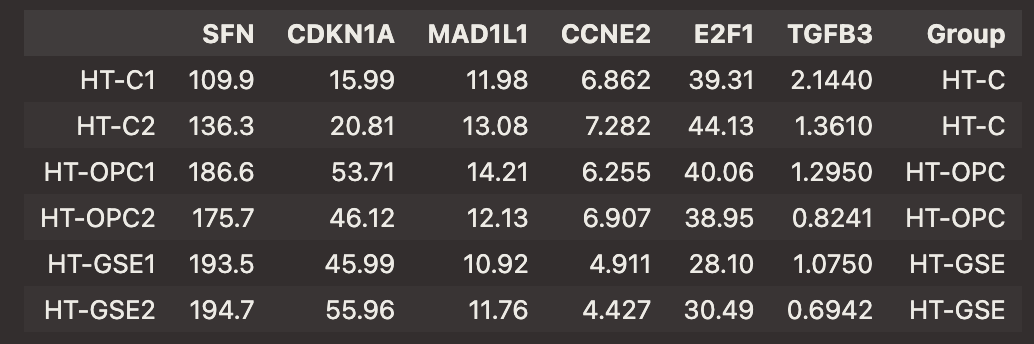 SFN CDKN1A MAD1L1 CCNE2 E2F1 TGFB3 Group
HT-C1 109.9 15.99 11.98 6.862 39.31 2.1440 HT-C
HT-C2 136.3 20.81 13.08 7.282 44.13 1.3610 HT-C
HT-OPC1 186.6 53.71 14.21 6.255 40.06 1.2950 HT-OPC
HT-OPC2 175.7 46.12 12.13 6.907 38.95 0.8241 HT-OPC
HT-GSE1 193.5 45.99 10.92 4.911 28.10 1.0750 HT-GSE
HT-GSE2 194.7 55.96 11.76 4.427 30.49 0.6942 HT-GSE